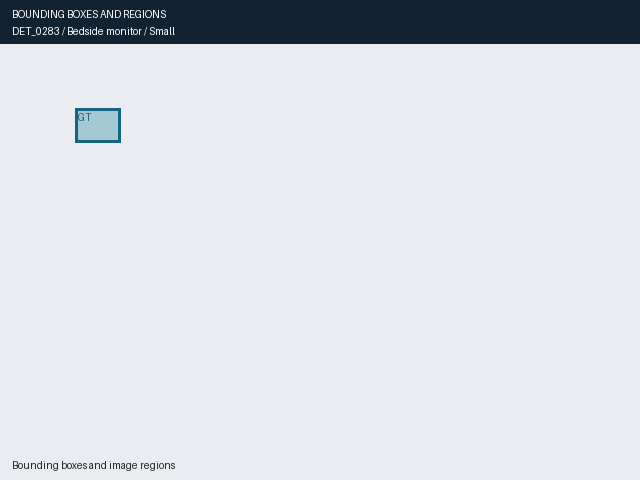 BOUNDING BOXES AND REGIONS
DET_0283 / Bedside monitor / Small
GT
Bounding boxes and image regions